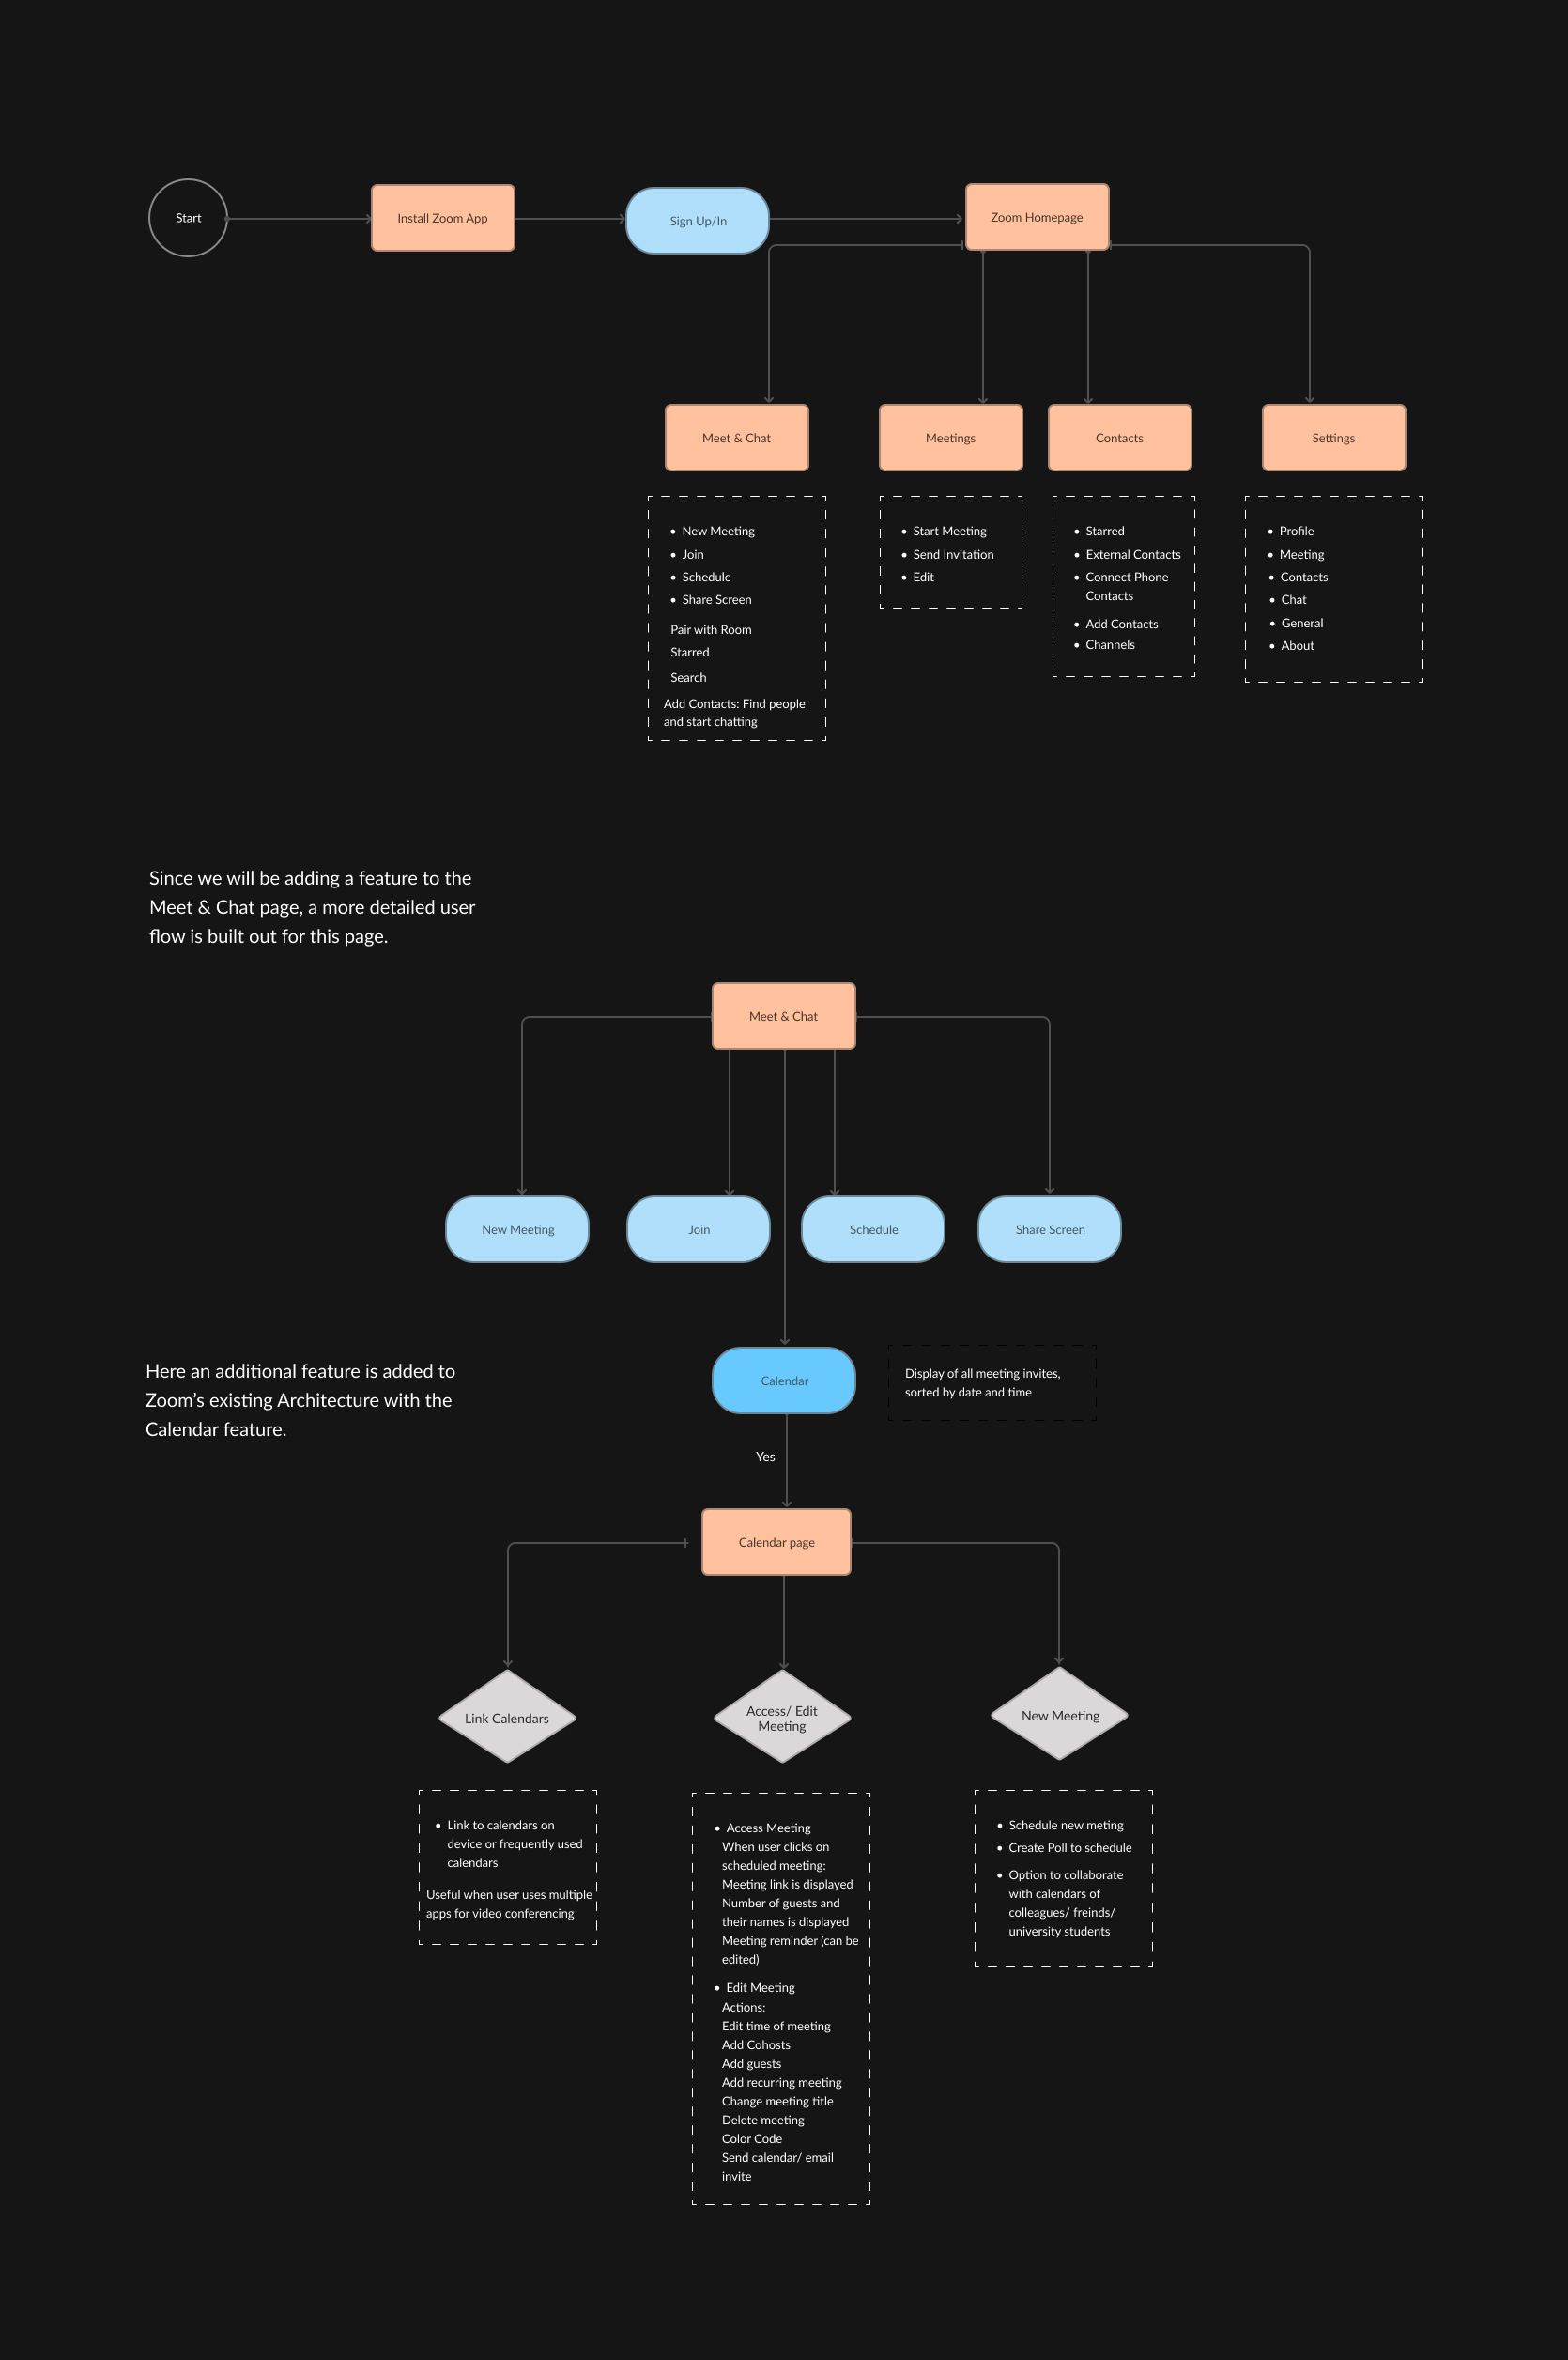 Start
Install Zoom App
Sign Up/In
Zoom Homepage
Meet & Chat
Meetings
Contacts
Settings
• New Meeting
• Join
• Schedule
• Share Screen
Pair with Room
Starred
Search
Add Contacts: Find people
and start chatting
• Start Meeting
• Send Invitation
• Edit
• Starred
• External Contacts
• Connect Phone
Contacts
• Add Contacts
• Channels
• Profile
• Meeting
• Contacts
• Chat
• General
• About
Since we will be adding a feature to the
Meet & Chat page, a more detailed user
flow is built out for this page.
Meet & Chat
New Meeting
Join
Schedule
Share Screen
Here an additional feature is added to
Zoom’s existing Architecture with the
Calendar feature.
Calendar
Display of all meeting invites,
sorted by date and time
Yes
Calendar page
Link Calendars
Access/ Edit
Meeting
New Meeting
• Link to calendars on
device or frequently used
calendars
Useful when user uses multiple
apps for video conferencing
• Access Meeting
When user clicks on
scheduled meeting:
Meeting link is displayed
Number of guests and
their names is displayed
Meeting reminder (can be
edited)
• Edit Meeting
Actions:
Edit time of meeting
Add Cohosts
Add guests
Add recurring meeting
Change meeting title
Delete meeting
Color Code
Send calendar/ email
invite
• Schedule new meting
• Create Poll to schedule
• Option to collaborate
with calendars of
colleagues/ freinds/
university students